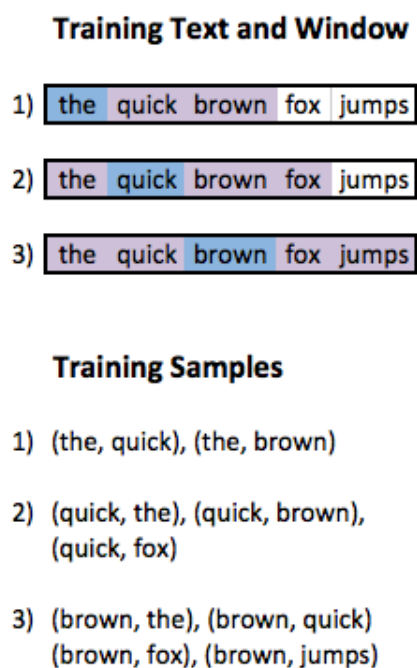 Training Text and Window
1) the quick brown fox jumps
2) the quick brown fox jumps
3) the quick brown fox jumps
Training Samples
1) (the, quick), (the, brown)
2) (quick, the), (quick, brown),
(quick, fox)
3) (brown, the), (brown, quick)
(brown, fox), (brown, jumps)